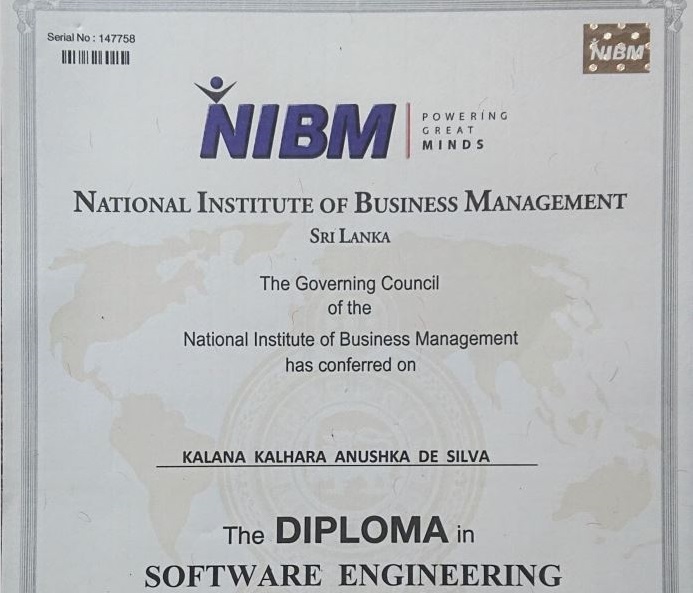 Serial No : 147758
NIBM
NIBM
POWERING
GREAT
MINDS
NATIONAL INSTITUTE OF BUSINESS MANAGEMENT
SRI LANKA
The Governing Council
of the
National Institute of Business Management
has conferred on
KALANA KALHARA ANUSHKA DE SILVA
The DIPLOMA in
SOFTWARE ENGINEERING